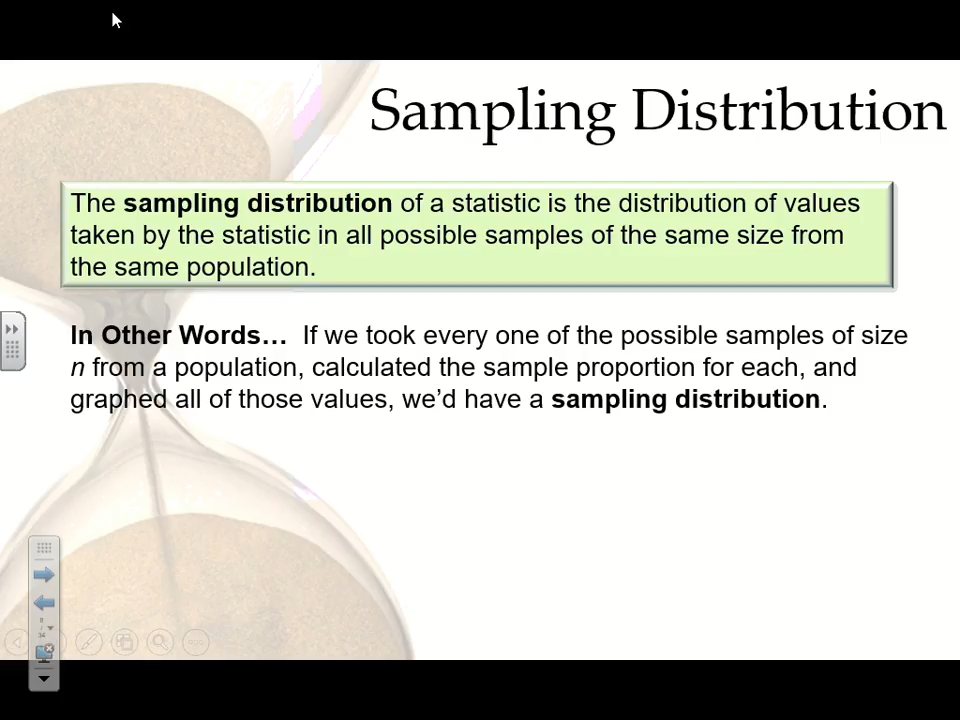 Sampling Distribution
The sampling distribution of a statistic is the distribution of values
taken by the statistic in all possible samples of the same size from
the same population.
In Other Words… If we took every one of the possible samples of size
n from a population, calculated the sample proportion for each, and
graphed all of those values, we’d have a sampling distribution.
8
/
34